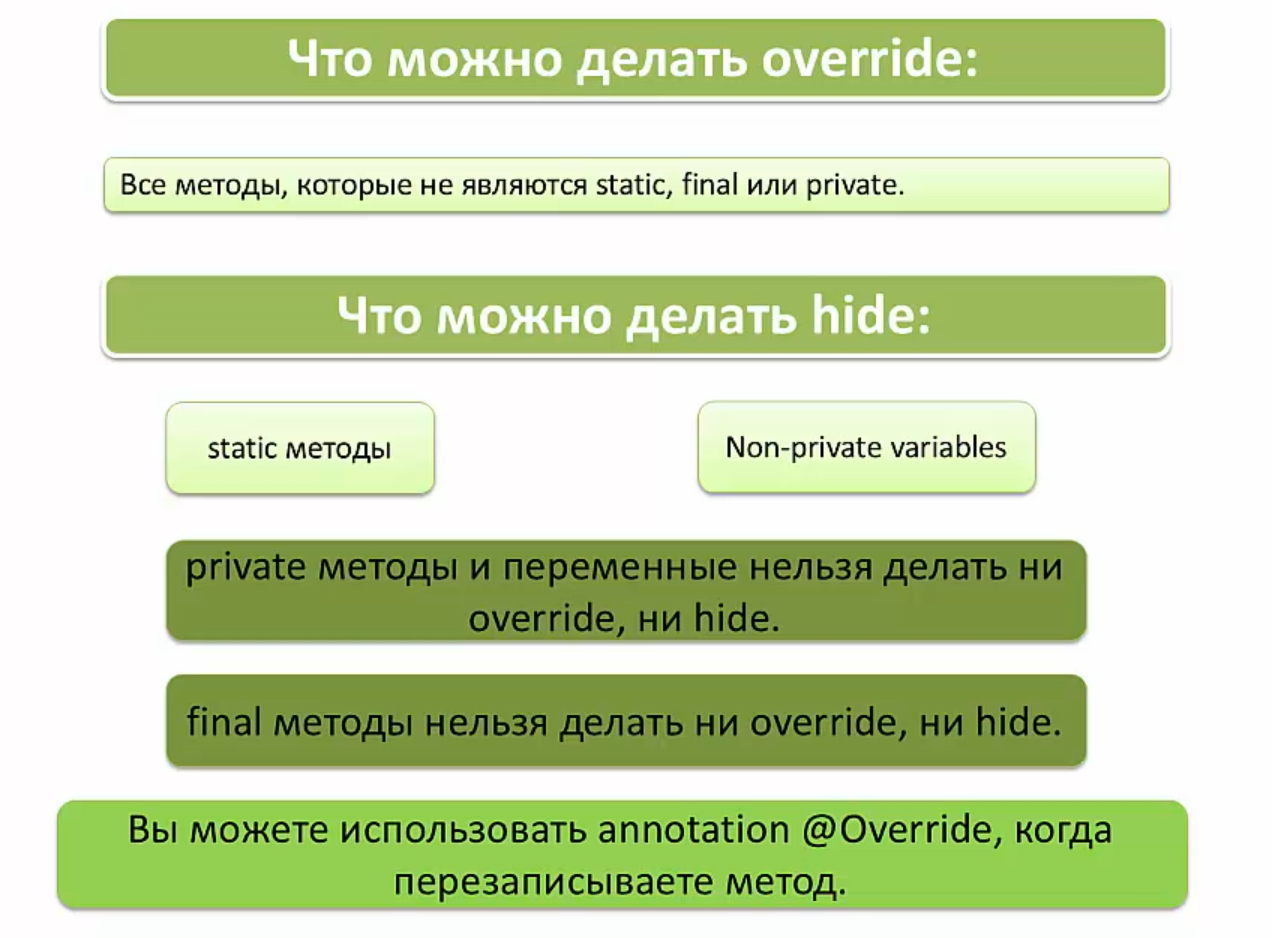 Что можно делать override:
Все методы, которые не являются static, final или private.
Что можно делать hide:
static методы
Non-private variables
private методы и переменные нельзя делать ни
override, ни hide.
final методы нельзя делать ни override, ни hide.
Вы можете использовать annotation @Override, когда
перезаписываете метод.